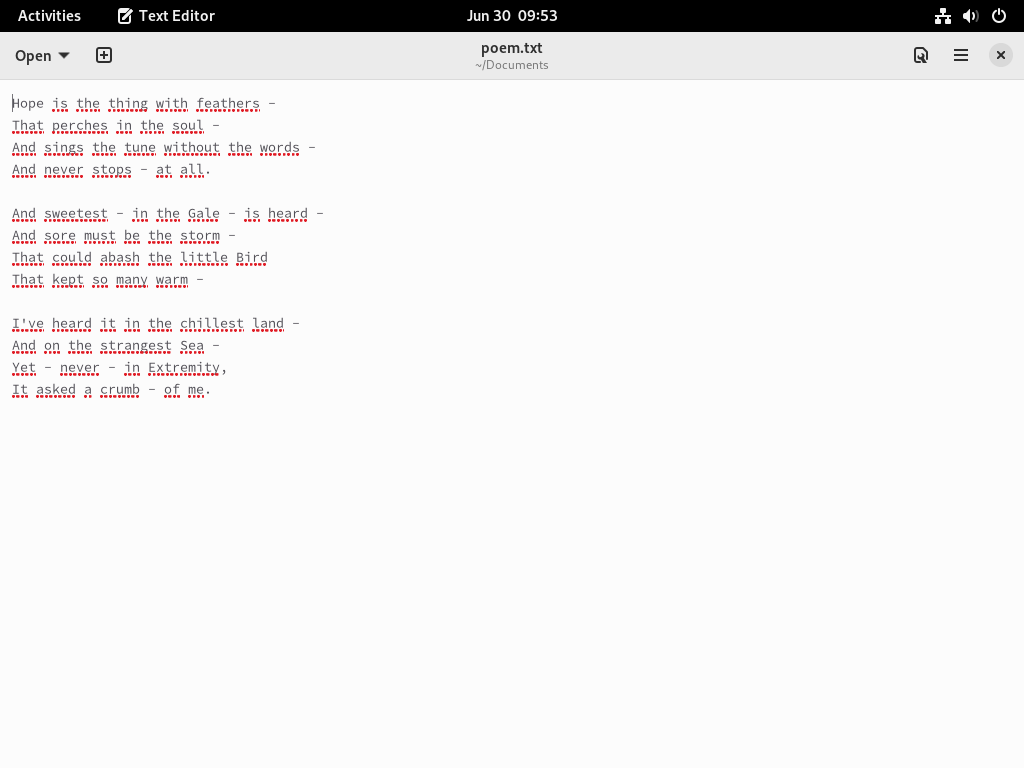 Activities
Text Editor
Jun 30  09:53
Open
poem.txt
~/Documents
Hope is the thing with feathers -
That perches in the soul -
And sings the tune without the words -
And never stops - at all.

And sweetest - in the Gale - is heard -
And sore must be the storm -
That could abash the little Bird
That kept so many warm -

I've heard it in the chillest land -
And on the strangest Sea -
Yet - never - in Extremity,
It asked a crumb - of me.